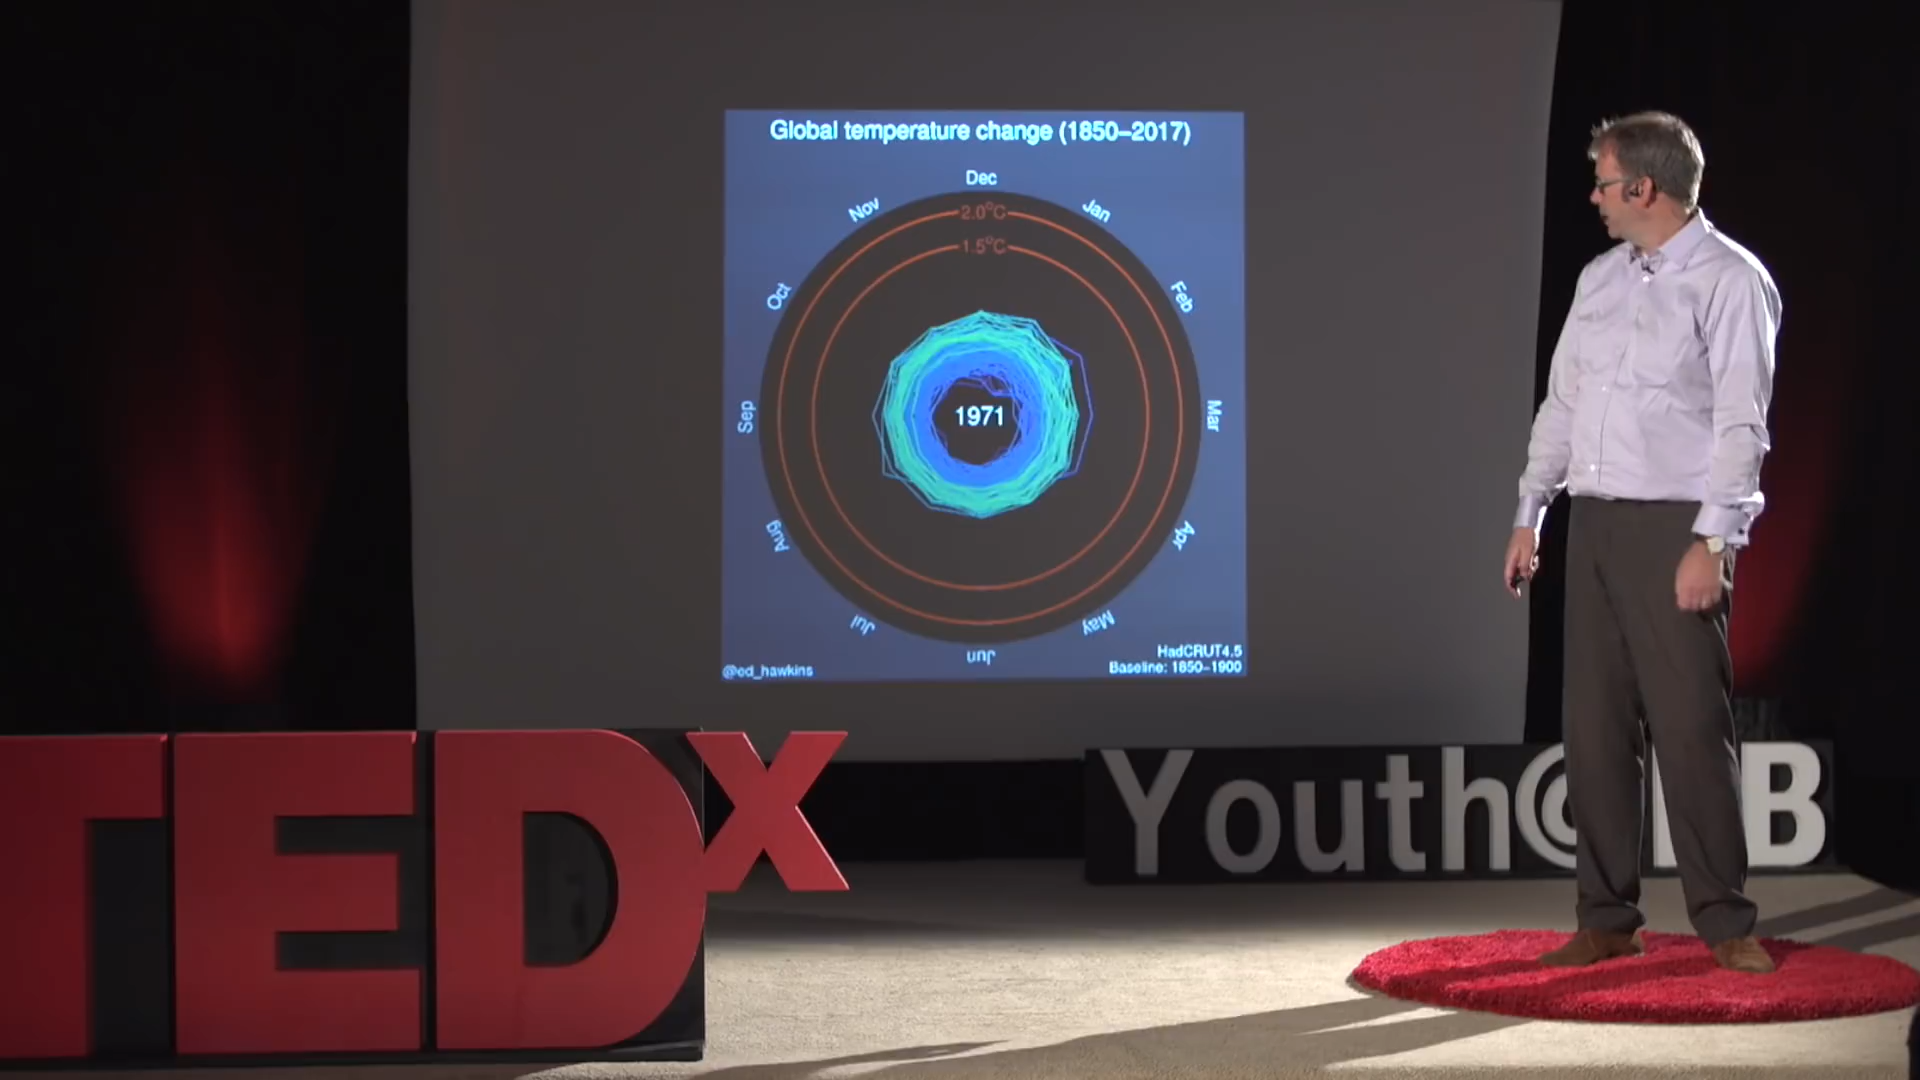 Global temperature change (1850–2017)
Dec
Nov
Jan
2.0°C
1.5°C
Oct
Feb
Sep
1971
Mar
Aug
Apr
Jul
May
Jun
HadCRUT4.5
@ed_hawkins
Baseline: 1850–1900
TEDx
Youth@ B